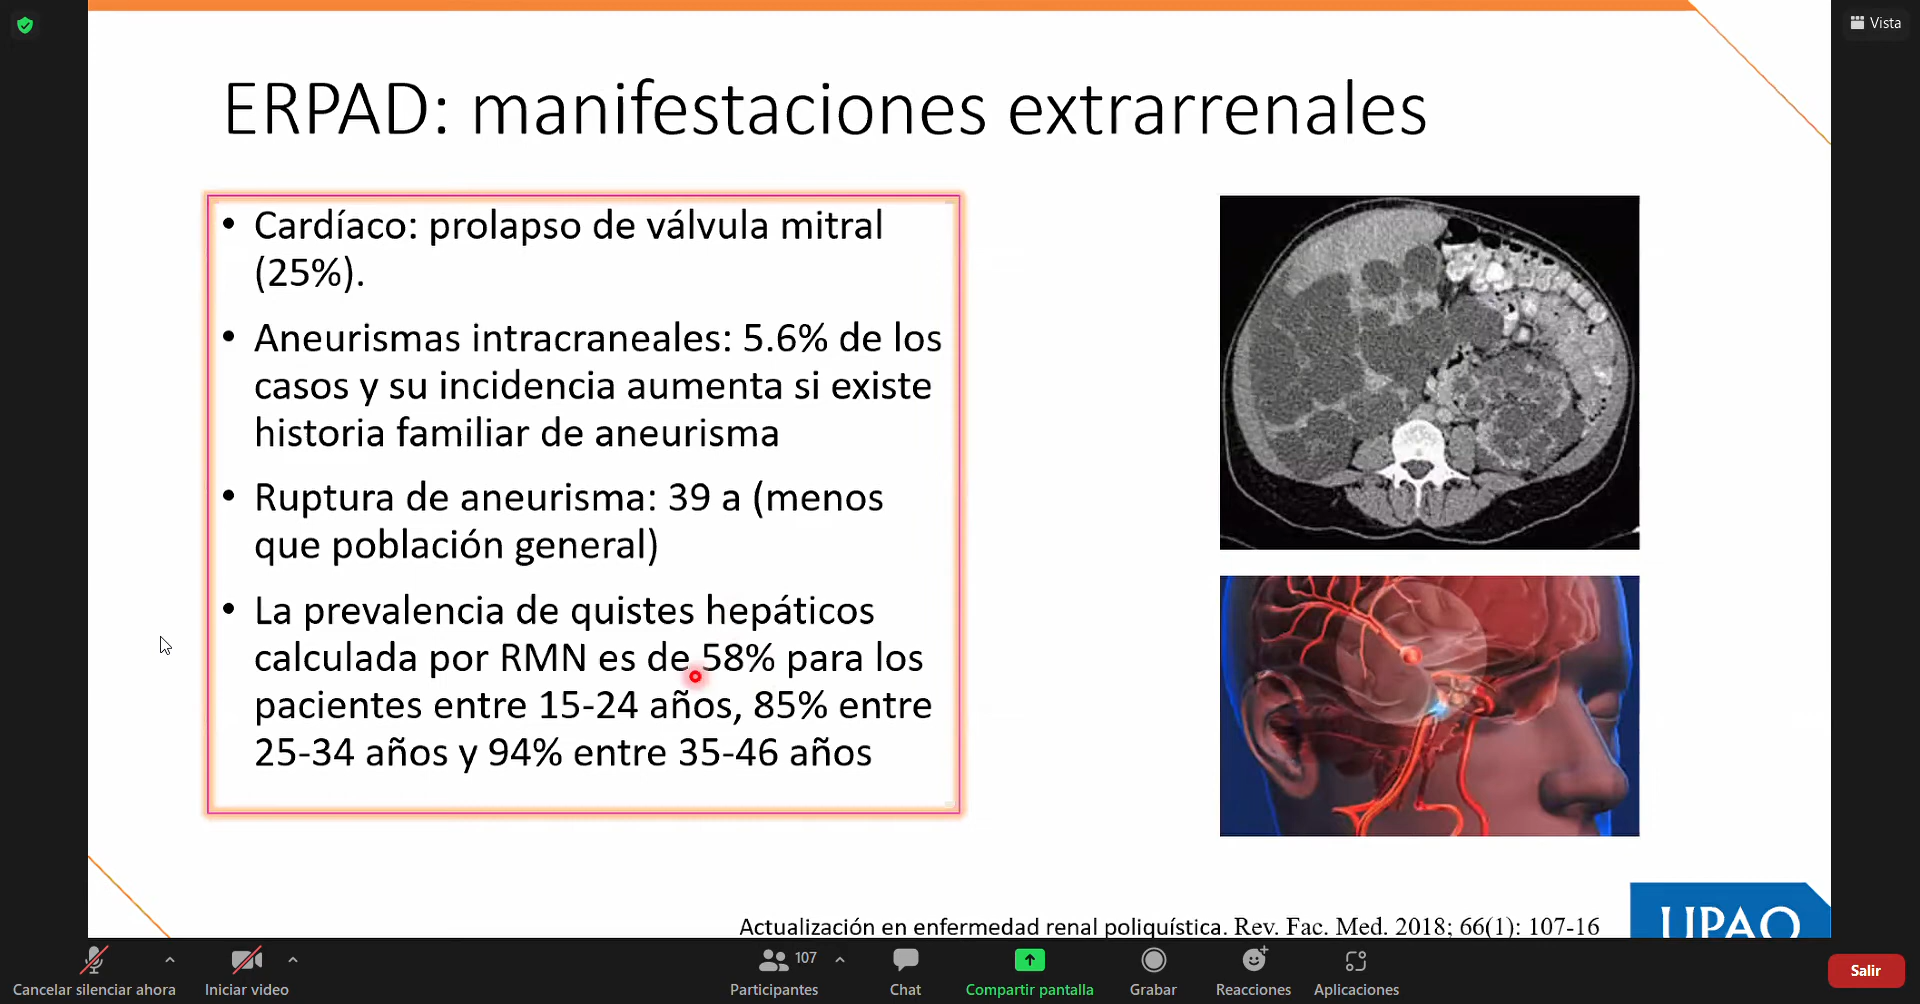 Vista
ERPAD: manifestaciones extrarrenales
• Cardíaco: prolapso de válvula mitral
(25%).
• Aneurismas intracraneales: 5.6% de los
casos y su incidencia aumenta si existe
historia familiar de aneurisma
• Ruptura de aneurisma: 39 a (menos
que población general)
• La prevalencia de quistes hepáticos
calculada por RMN es de 58% para los
pacientes entre 15-24 años, 85% entre
25-34 años y 94% entre 35-46 años
Actualización en enfermedad renal poliquística. Rev. Fac. Med. 2018; 66(1): 107-16
UPAO
Cancelar silenciar ahora
Iniciar video
107
Participantes
Chat
Compartir pantalla
Grabar
Reacciones
Aplicaciones
Salir